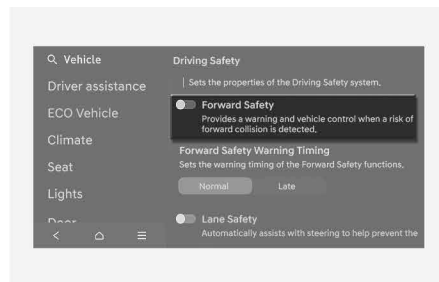 Vehicle
Driver assistance
ECO Vehicle
Climate
Seat
Lights
Door
Driving Safety
Sets the properties of the Driving Safety system.
Forward Safety
Provides a warning and vehicle control when a risk of
forward collision is detected.
Forward Safety Warning Timing
Sets the warning timing of the Forward Safety functions.
Normal Late
Lane Safety
Automatically assists with steering to help prevent the